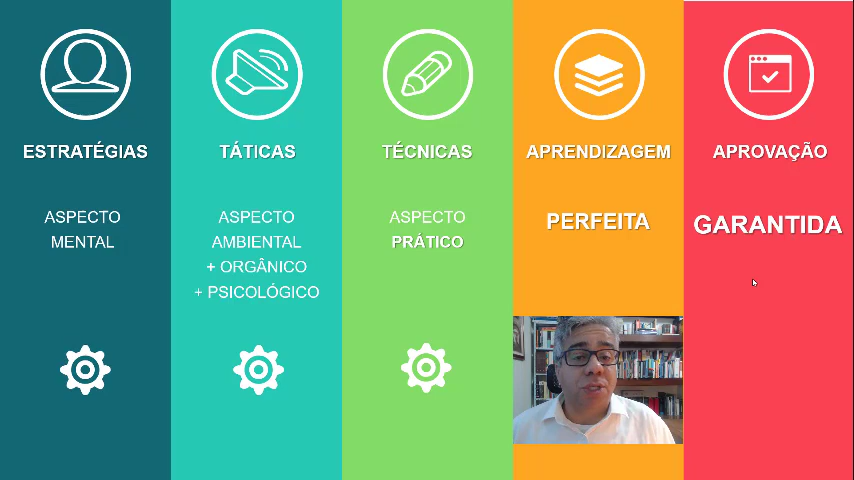 ESTRATÉGIAS
ASPECTO
MENTAL
TÁTICAS
ASPECTO
AMBIENTAL
+ ORGÂNICO
+ PSICOLÓGICO
TÉCNICAS
ASPECTO
PRÁTICO
APRENDIZAGEM
PERFEITA
APROVAÇÃO
GARANTIDA